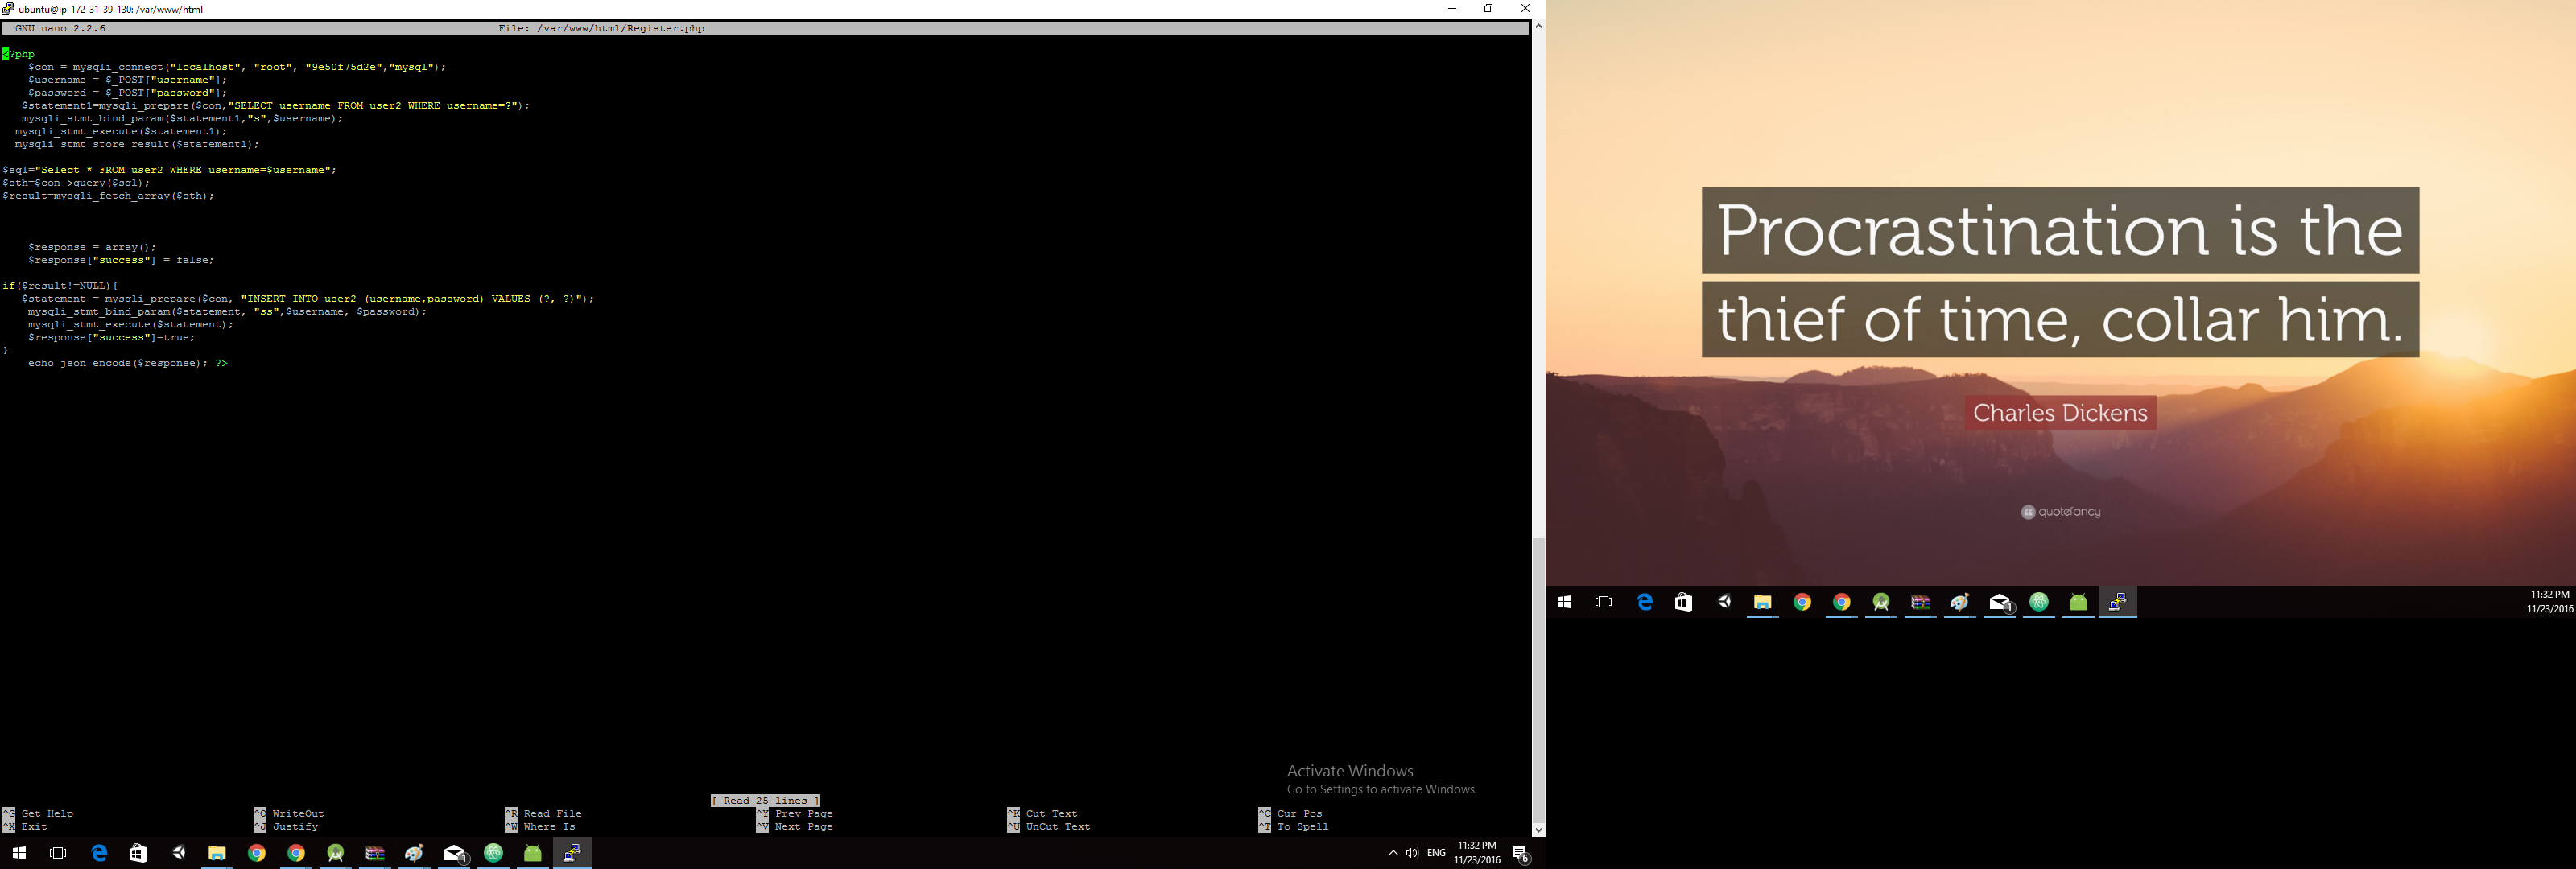 ubuntu@ip-172-31-39-130: /var/www/html
GNU nano 2.2.6 File: /var/www/html/Register.php
<?php
$con = mysqli_connect("localhost", "root", "9e50f75d2e","mysql");
$username = $_POST["username"];
$password = $_POST["password"];
$statement1=mysqli_prepare($con,"SELECT username FROM user2 WHERE username=?");
mysqli_stmt_bind_param($statement1,"s",$username);
mysqli_stmt_execute($statement1);
mysqli_stmt_store_result($statement1);
$sql="Select * FROM user2 WHERE username=$username";
$sth=$con->query($sql);
$result=mysqli_fetch_array($sth);
$response = array();
$response["success"] = false;
if($result!=NULL){
$statement = mysqli_prepare($con, "INSERT INTO user2 (username,password) VALUES (?, ?)");
mysqli_stmt_bind_param($statement, "ss",$username, $password);
mysqli_stmt_execute($statement);
$response["success"]=true;
}
echo json_encode($response); ?>
Activate Windows
Go to Settings to activate Windows.
[ Read 25 lines ]
^G Get Help ^O WriteOut ^R Read File ^Y Prev Page ^K Cut Text ^C Cur Pos
^X Exit ^J Justify ^W Where Is ^V Next Page ^U UnCut Text ^T To Spell
1
ENG
11:32 PM
11/23/2016
6
Procrastination is the
thief of time, collar him.
Charles Dickens
quotefancy
1
11:32 PM
11/23/2016